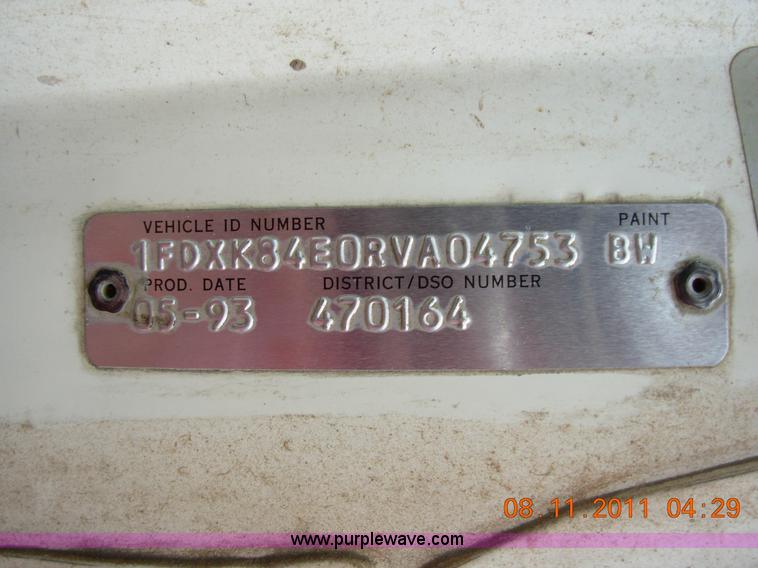 VEHICLE ID NUMBER PAINT
1FDXK84E0RVA04753 BW
PROD. DATE DISTRICT/DSO NUMBER
05-93 470164
08.11.2011 04:29
www.purplewave.com